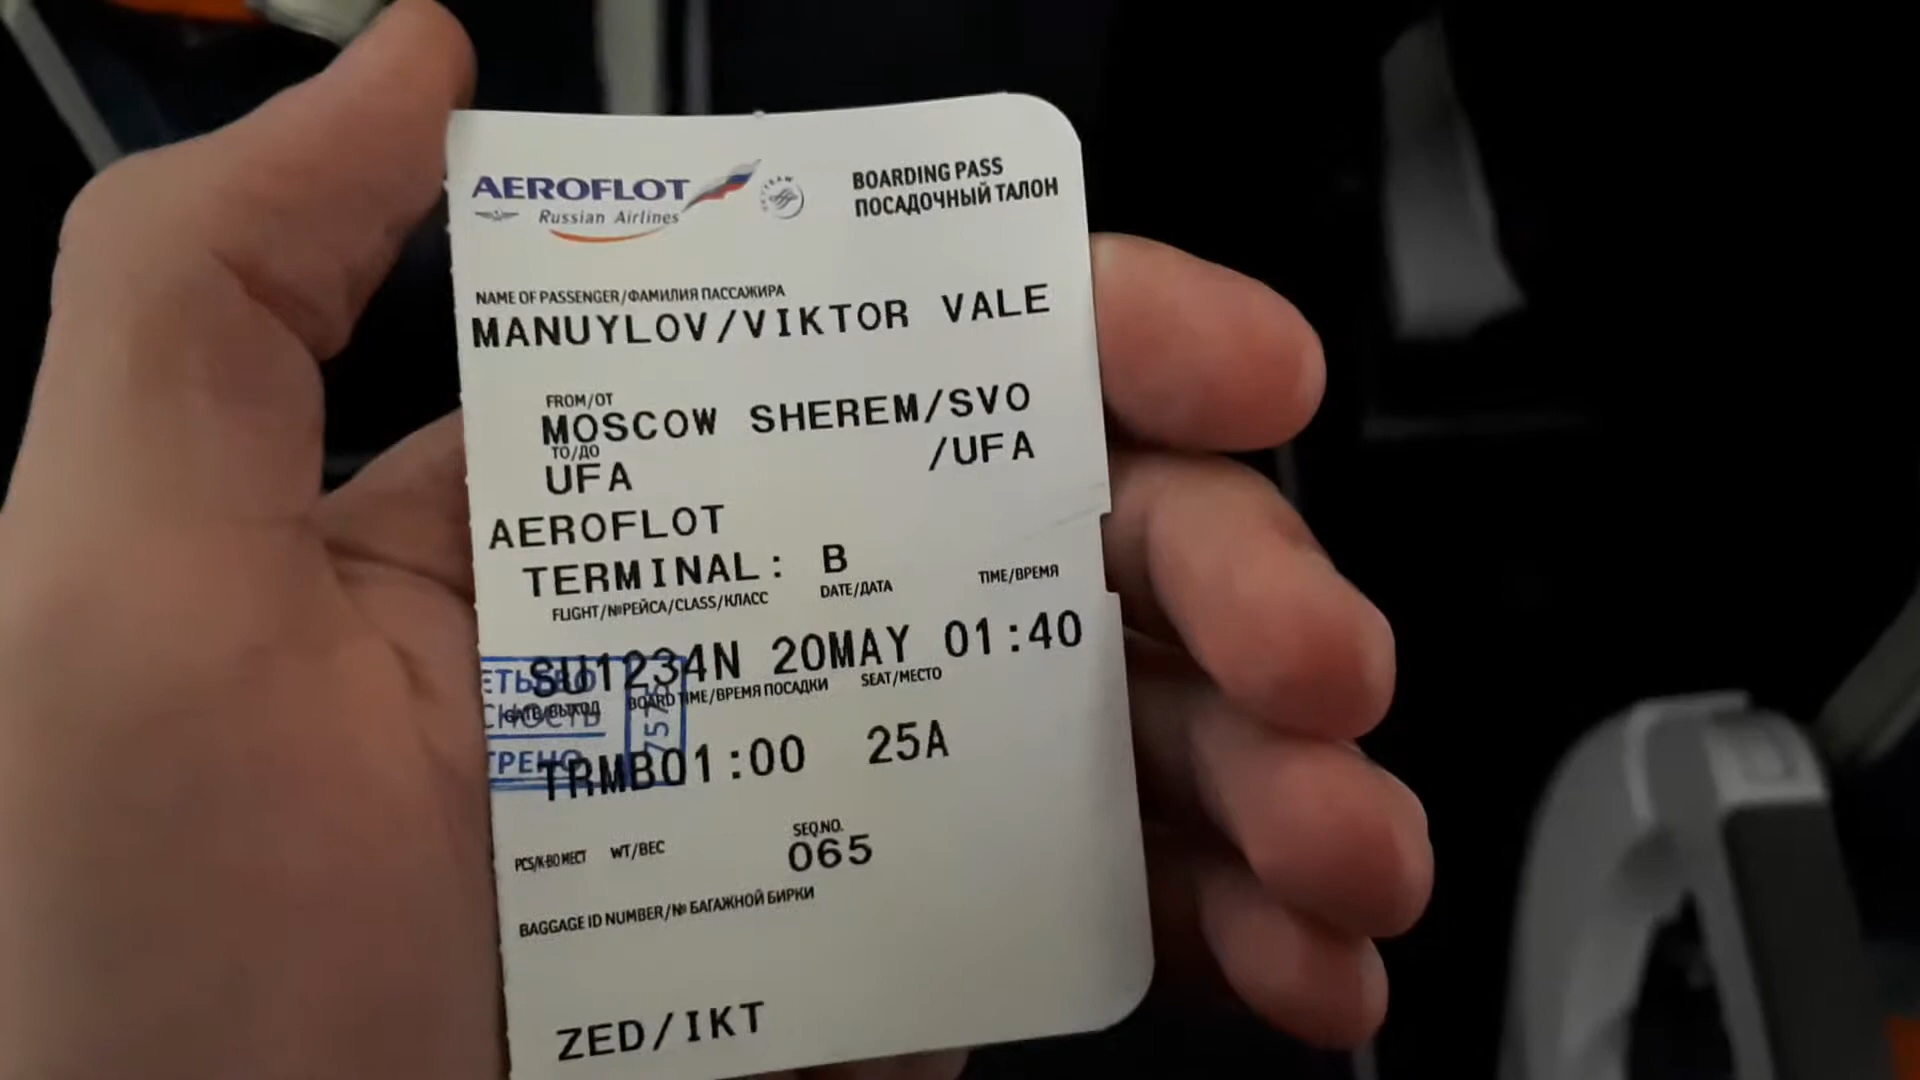 AEROFLOT
Russian Airlines
BOARDING PASS
ПОСАДОЧНЫЙ ТАЛОН
NAME OF PASSENGER/ФАМИЛИЯ ПАССАЖИРА
MANUYLOV/VIKTOR VALE
FROM/ОТ
MOSCOW SHEREM/SVO
TO/ДО
UFA /UFA
AEROFLOT
TERMINAL: B
FLIGHT/№РЕЙСА/CLASS/КЛАСС DATE/ДАТА TIME/ВРЕМЯ
SU1234N 20MAY 01:40
GATE/ВЫХОД BOARD TIME/ВРЕМЯ ПОСАДКИ SEAT/МЕСТО
TRMB01:00 25A
PCS/К-ВО МЕСТ WT/ВЕС SEQ.NO.
065
BAGGAGE ID NUMBER/№ БАГАЖНОЙ БИРКИ
ZED/IKT